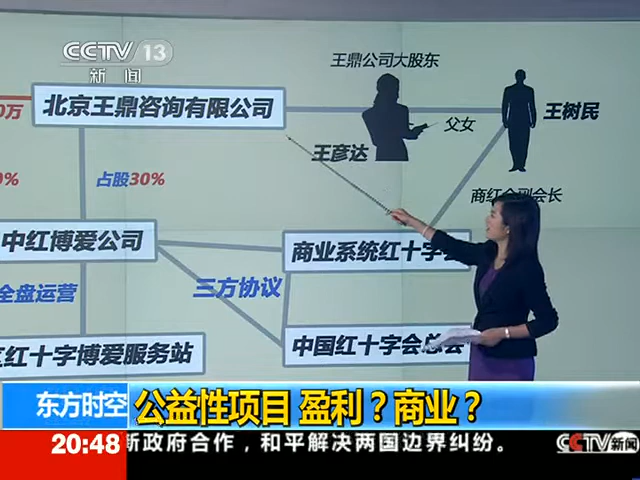 CCTV 13
新闻
王鼎公司大股东
0万
北京王鼎咨询有限公司
父女
王树民
王彦达
0%
占股30%
商红会副会长
中红博爱公司
商业系统红十字会
全盘运营
三方协议
红十字博爱服务站
中国红十字会总会
东方时空
公益性项目 盈利？商业？
20:48
新政府合作，和平解决两国边界纠纷。
CCTV新闻